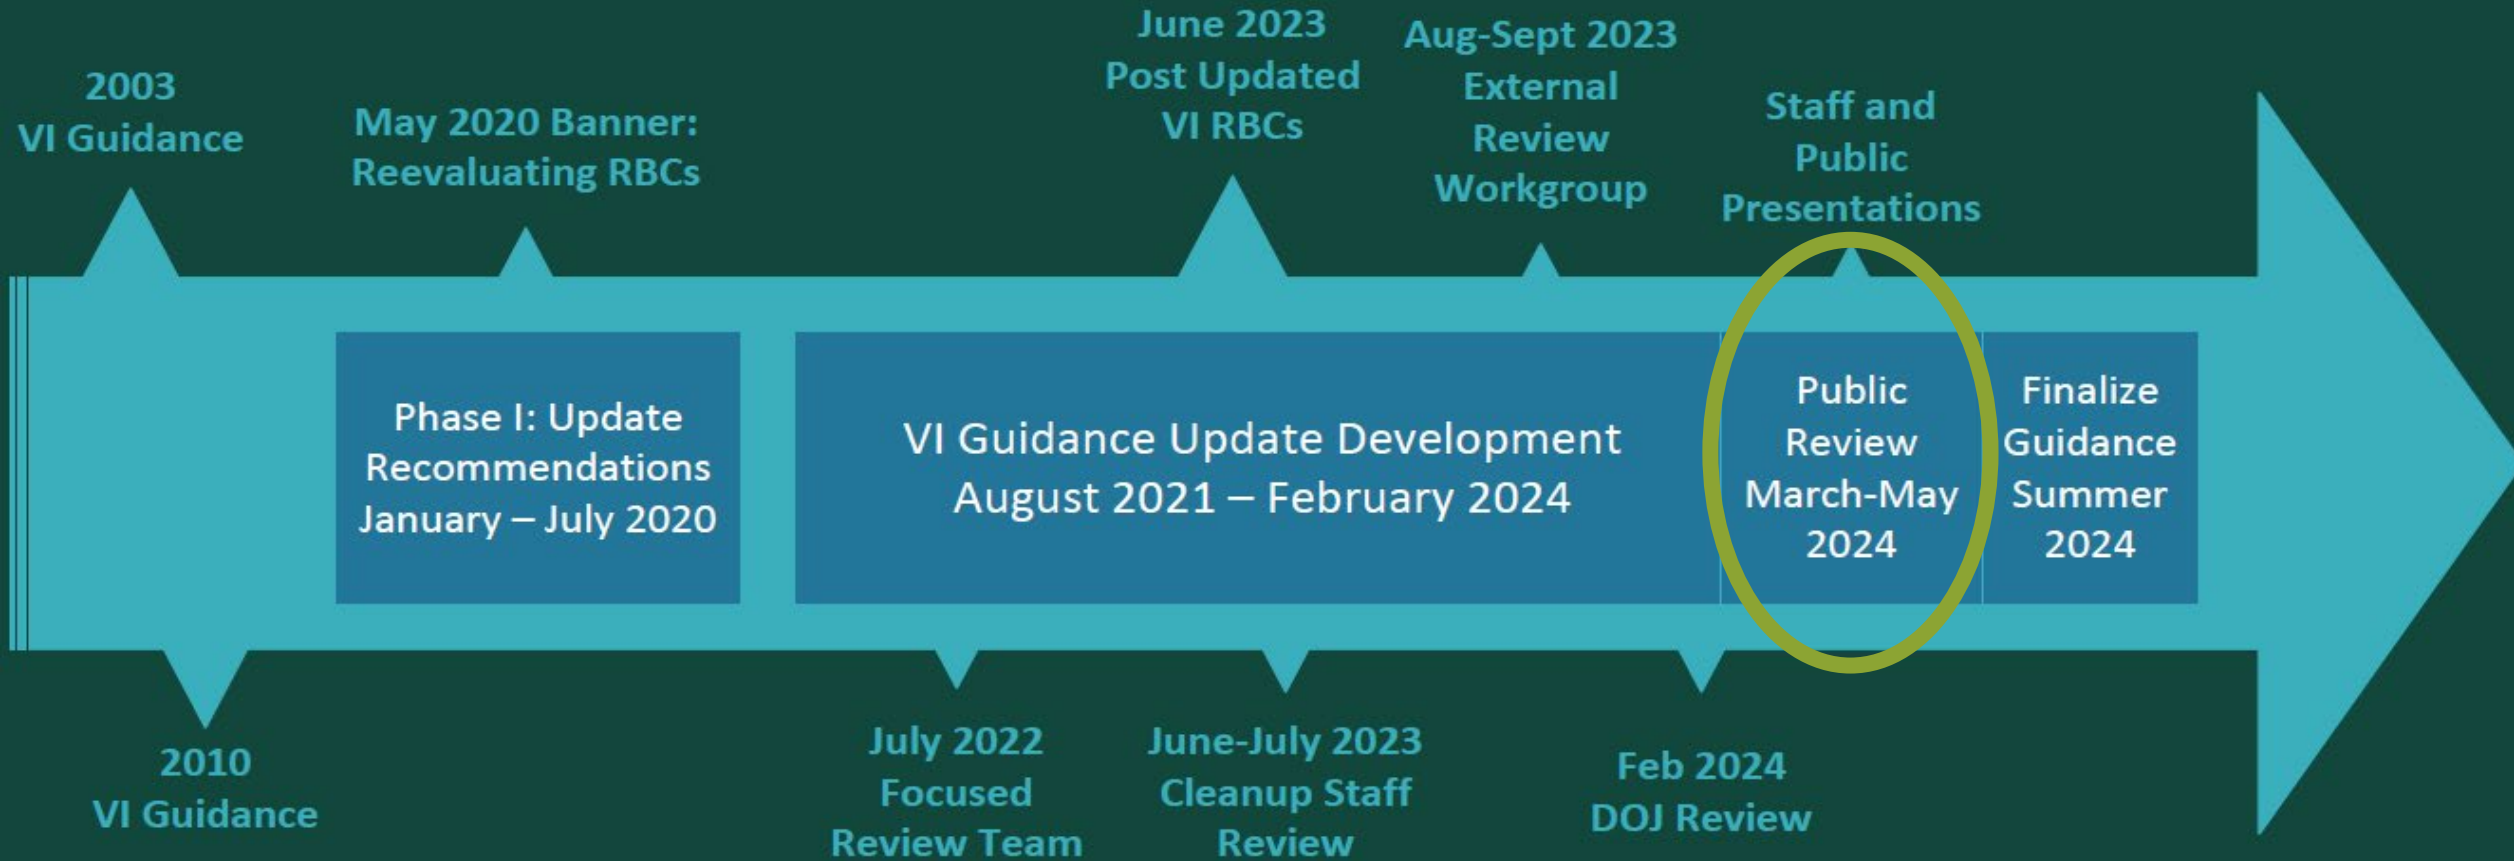 2003
VI Guidance
May 2020 Banner:
Reevaluating RBCs
June 2023
Post Updated
VI RBCs
Aug-Sept 2023
External
Review
Workgroup
Staff and
Public
Presentations
Phase I: Update
Recommendations
January – July 2020
VI Guidance Update Development
August 2021 – February 2024
Public
Review
March-May
2024
Finalize
Guidance
Summer
2024
2010
VI Guidance
July 2022
Focused
Review Team
June-July 2023
Cleanup Staff
Review
Feb 2024
DOJ Review